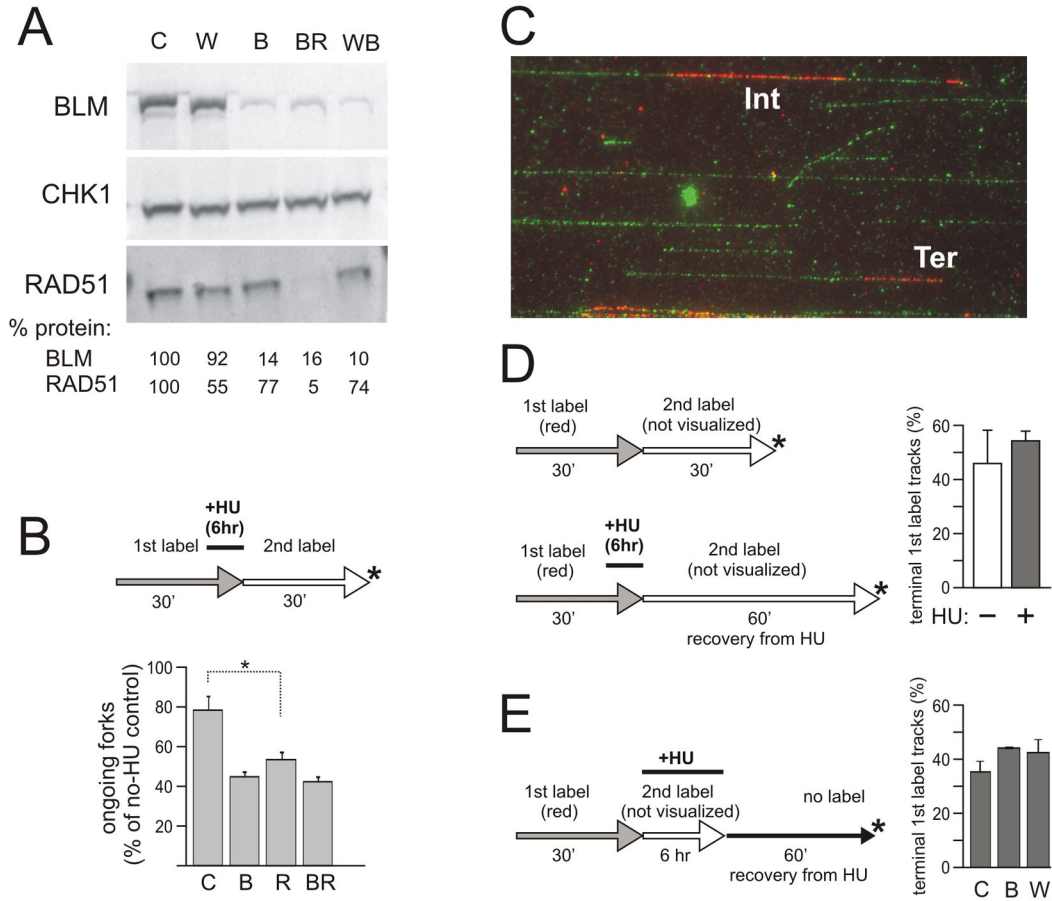 A
C W B BR WB
BLM
CHK1
RAD51
% protein:
BLM 100 92 14 16 10
RAD51 100 55 77 5 74
B
+HU
(6hr)
1st label 2nd label
*
30' 30'
ongoing forks
(% of no-HU control)
100
80
60
40
20
*
C B R BR
C
Int
Ter
D
1st label
(red)
2nd label
(not visualized)
*
30' 30'
+HU
(6hr)
1st label
(red)
2nd label
(not visualized)
*
30' 60'
recovery from HU
terminal 1st label tracks (%)
60
40
20
0
HU: − +
E
+HU
1st label
(red)
2nd label
(not visualized)
no label
*
30' 6 hr 60'
recovery from HU
terminal 1st label tracks (%)
60
40
20
0
C B W